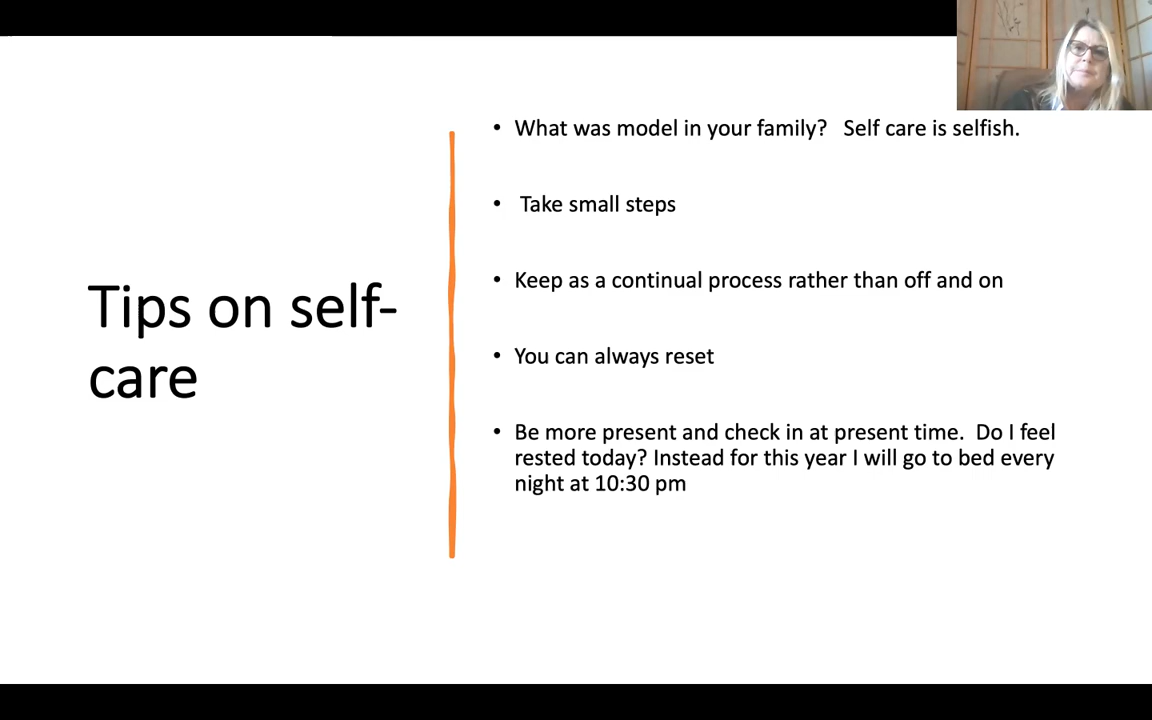 Tips on self-
care
• What was model in your family?   Self care is selfish.
•  Take small steps
• Keep as a continual process rather than off and on
• You can always reset
• Be more present and check in at present time.  Do I feel
rested today? Instead for this year I will go to bed every
night at 10:30 pm